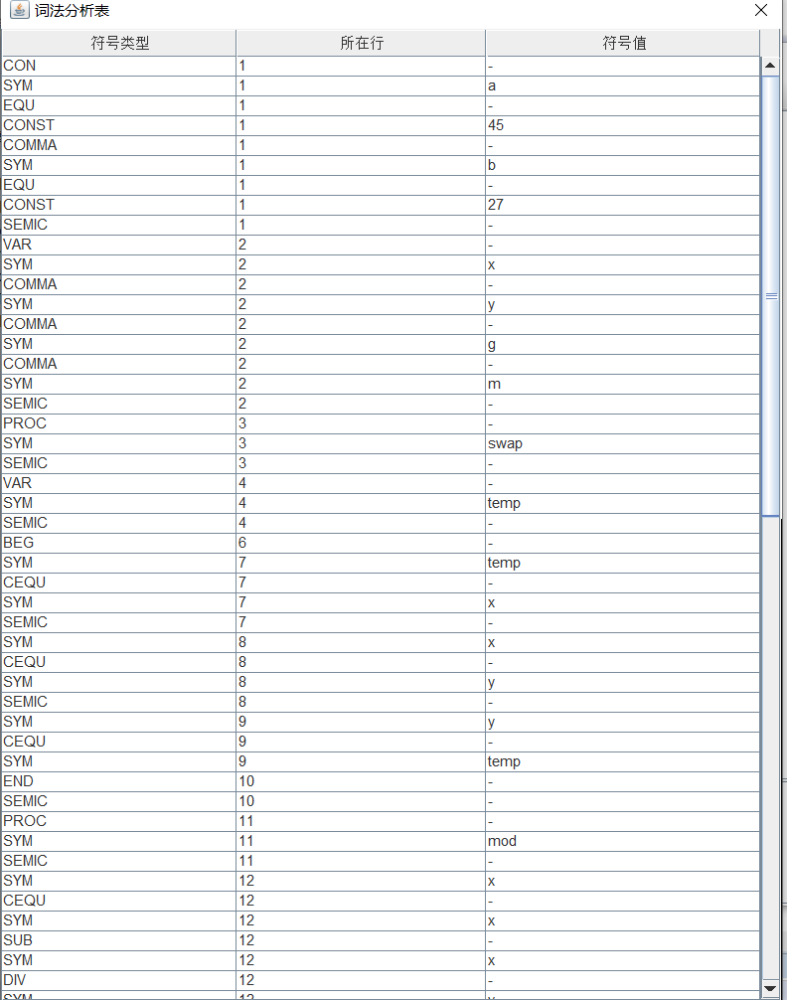 词法分析表
符号类型 所在行 符号值
CON 1 -
SYM 1 a
EQU 1 -
CONST 1 45
COMMA 1 -
SYM 1 b
EQU 1 -
CONST 1 27
SEMIC 1 -
VAR 2 -
SYM 2 x
COMMA 2 -
SYM 2 y
COMMA 2 -
SYM 2 g
COMMA 2 -
SYM 2 m
SEMIC 2 -
PROC 3 -
SYM 3 swap
SEMIC 3 -
VAR 4 -
SYM 4 temp
SEMIC 4 -
BEG 6 -
SYM 7 temp
CEQU 7 -
SYM 7 x
SEMIC 7 -
SYM 8 x
CEQU 8 -
SYM 8 y
SEMIC 8 -
SYM 9 y
CEQU 9 -
SYM 9 temp
END 10 -
SEMIC 10 -
PROC 11 -
SYM 11 mod
SEMIC 11 -
SYM 12 x
CEQU 12 -
SYM 12 x
SUB 12 -
SYM 12 x
DIV 12 -
SYM 12